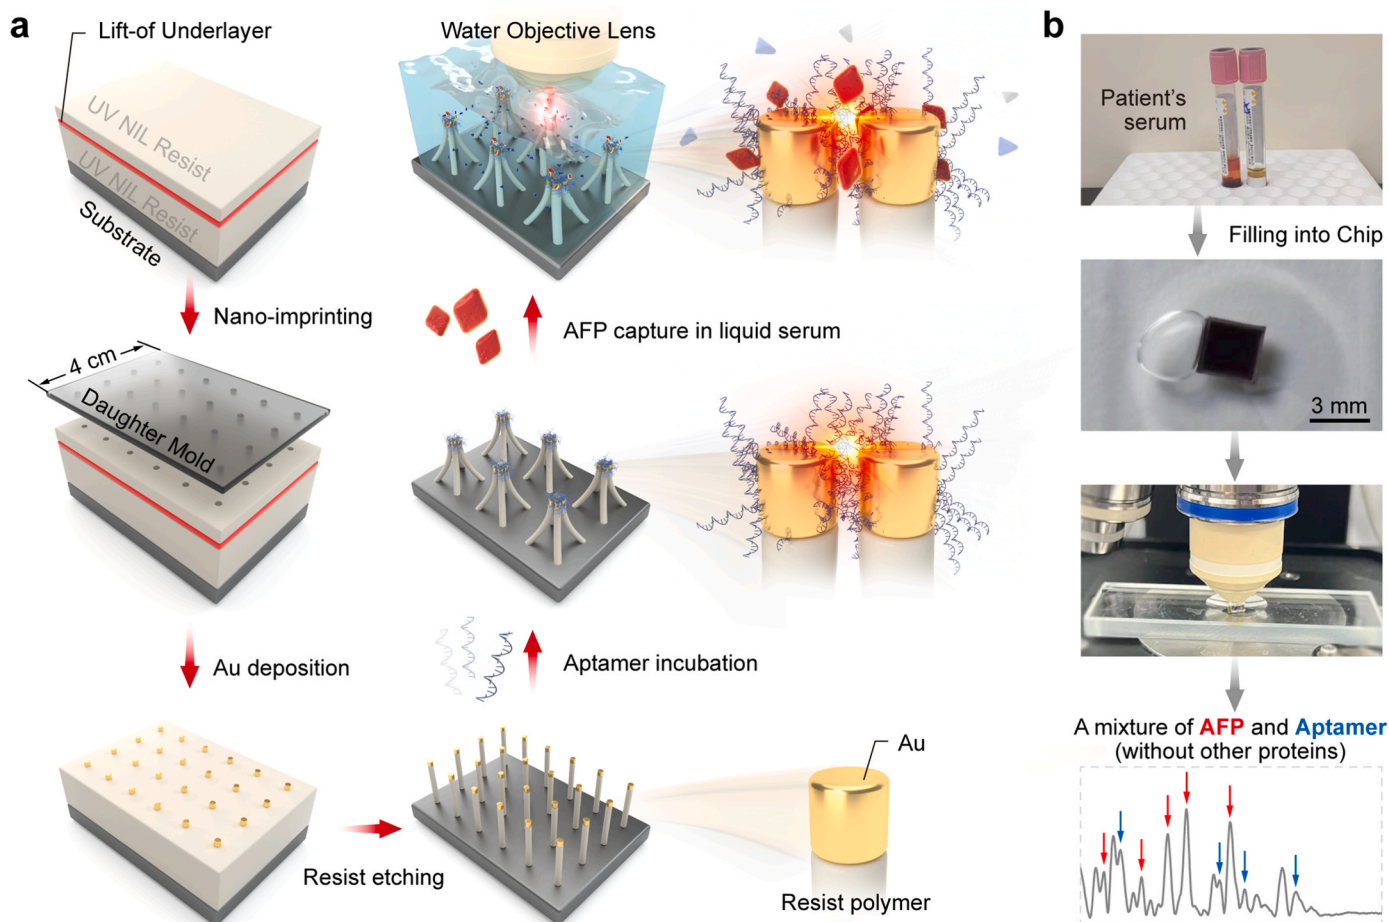 a
Lift-of Underlayer
UV NIL Resist
UV NIL Resist
Substrate
Nano-imprinting
4 cm
Daughter Mold
Au deposition
Resist etching
Water Objective Lens
AFP capture in liquid serum
Aptamer incubation
Au
Resist polymer
b
Patient's
serum
Filling into Chip
3 mm
A mixture of AFP and Aptamer
(without other proteins)